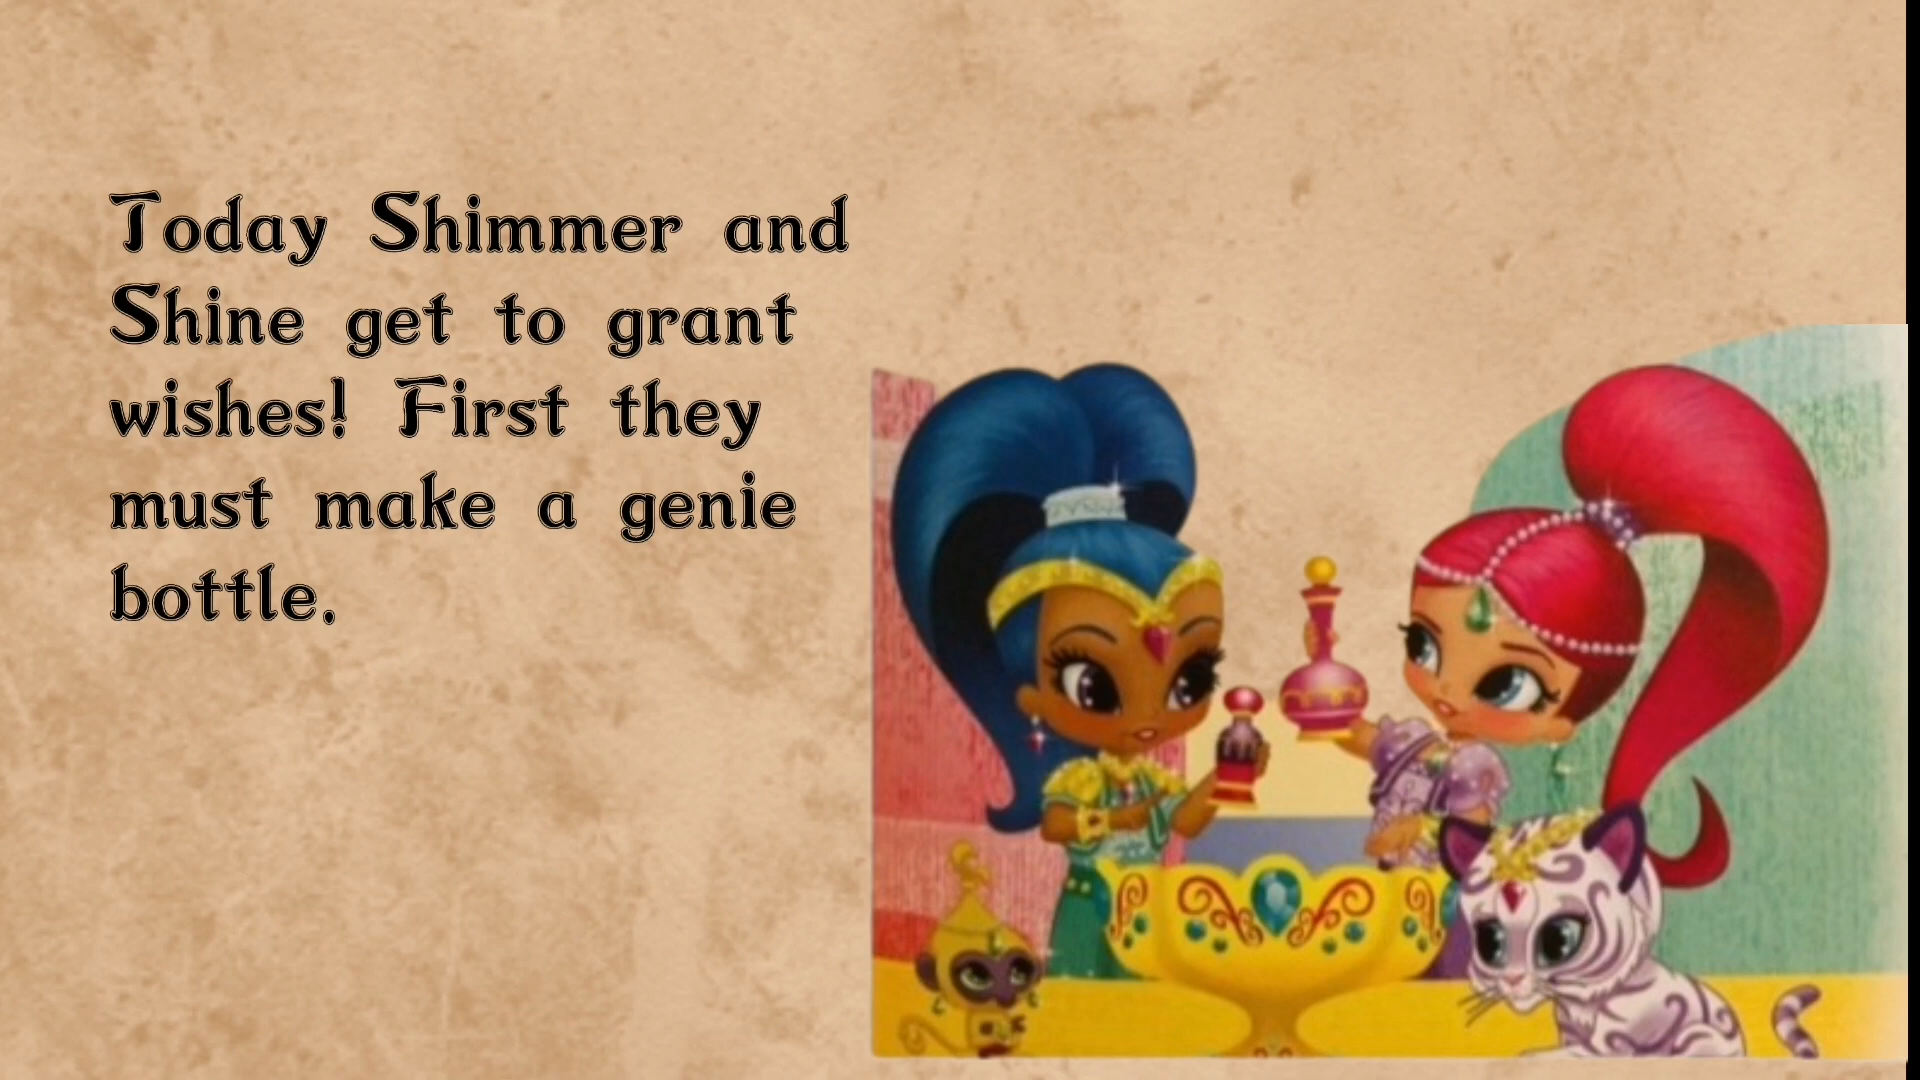 Today Shimmer and
Shine get to grant
wishes! First they
must make a genie
bottle.